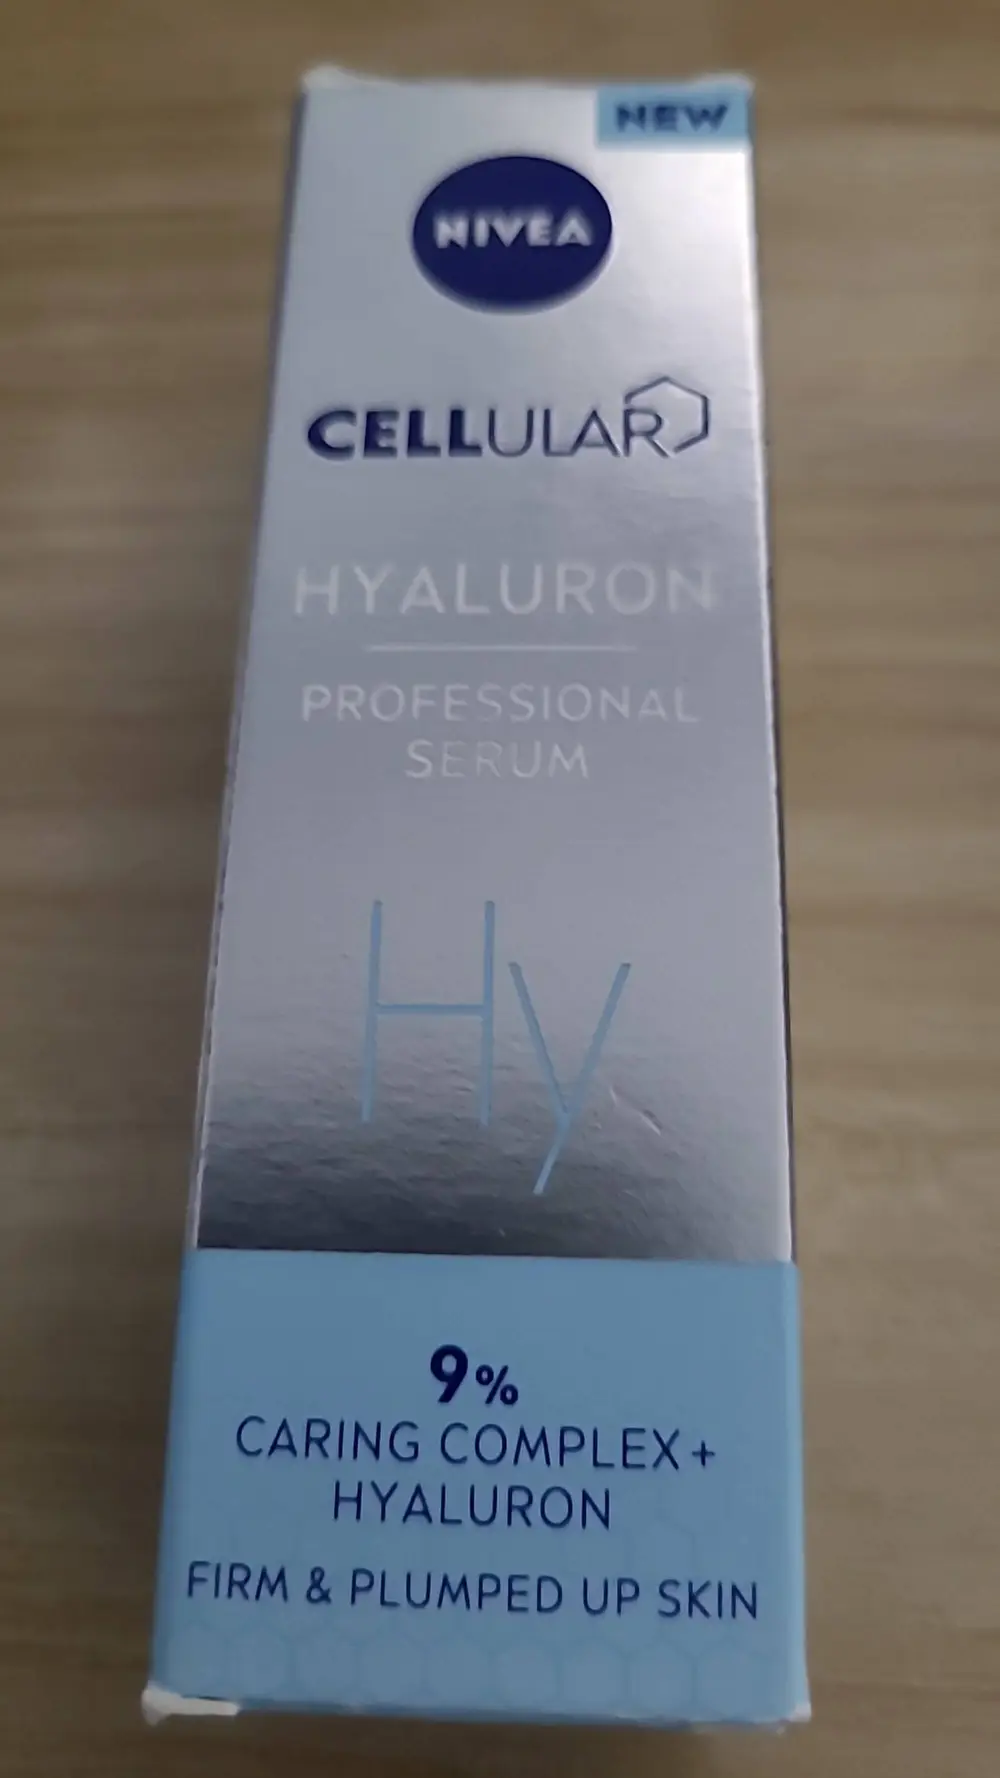 NEW
NIVEA
CELLULAR
HYALURON
PROFESSIONAL
SERUM
Hy
9%
CARING COMPLEX+
HYALURON
FIRM & PLUMPED UP SKIN